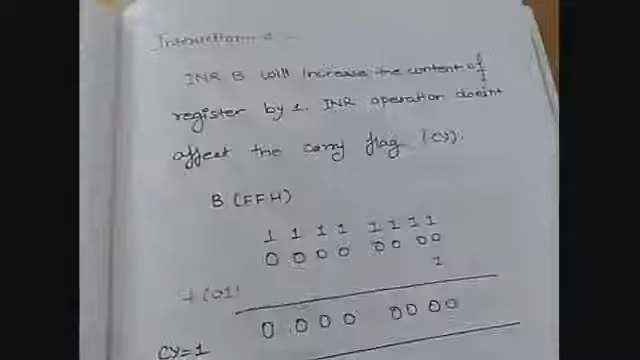 Instruction
INR B will increase the content of
register by 1. INR operation doesn't
affect the carry flag (CY).
B (FFH)
1 1 1 1 1 1 1 1
0 0 0 0 0 0 0 0
1
+ (01)
0 0 0 0 0 0 0 0
CY=1